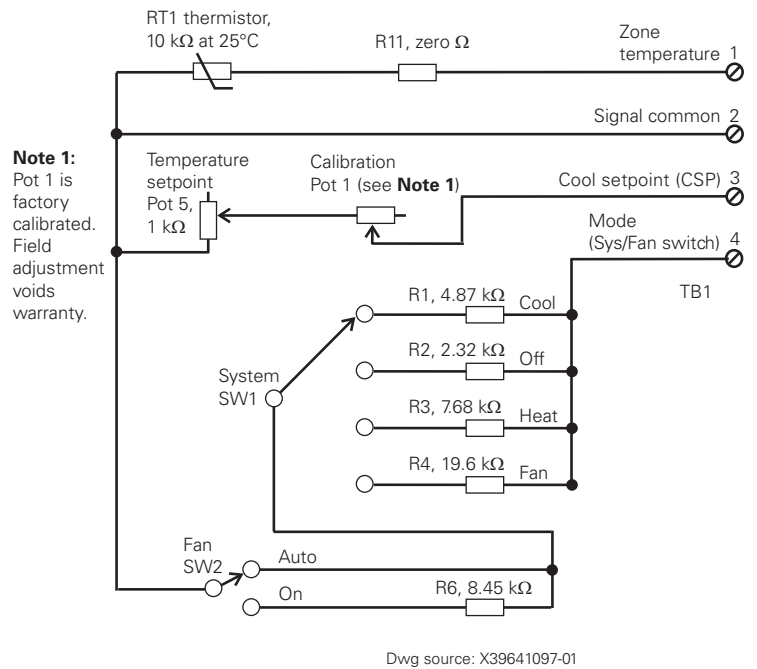 RT1 thermistor,
10 kΩ at 25°C
R11, zero Ω
Zone
temperature 1
Signal common 2
Note 1:
Pot 1 is
factory
calibrated.
Field
adjustment
voids
warranty.
Temperature
setpoint
Pot 5,
1 kΩ
Calibration
Pot 1 (see Note 1)
Cool setpoint (CSP) 3
Mode
(Sys/Fan switch) 4
TB1
R1, 4.87 kΩ Cool
R2, 2.32 kΩ Off
System
SW1
R3, 7.68 kΩ Heat
R4, 19.6 kΩ Fan
Fan
SW2
Auto
On
R6, 8.45 kΩ
Dwg source: X39641097-01